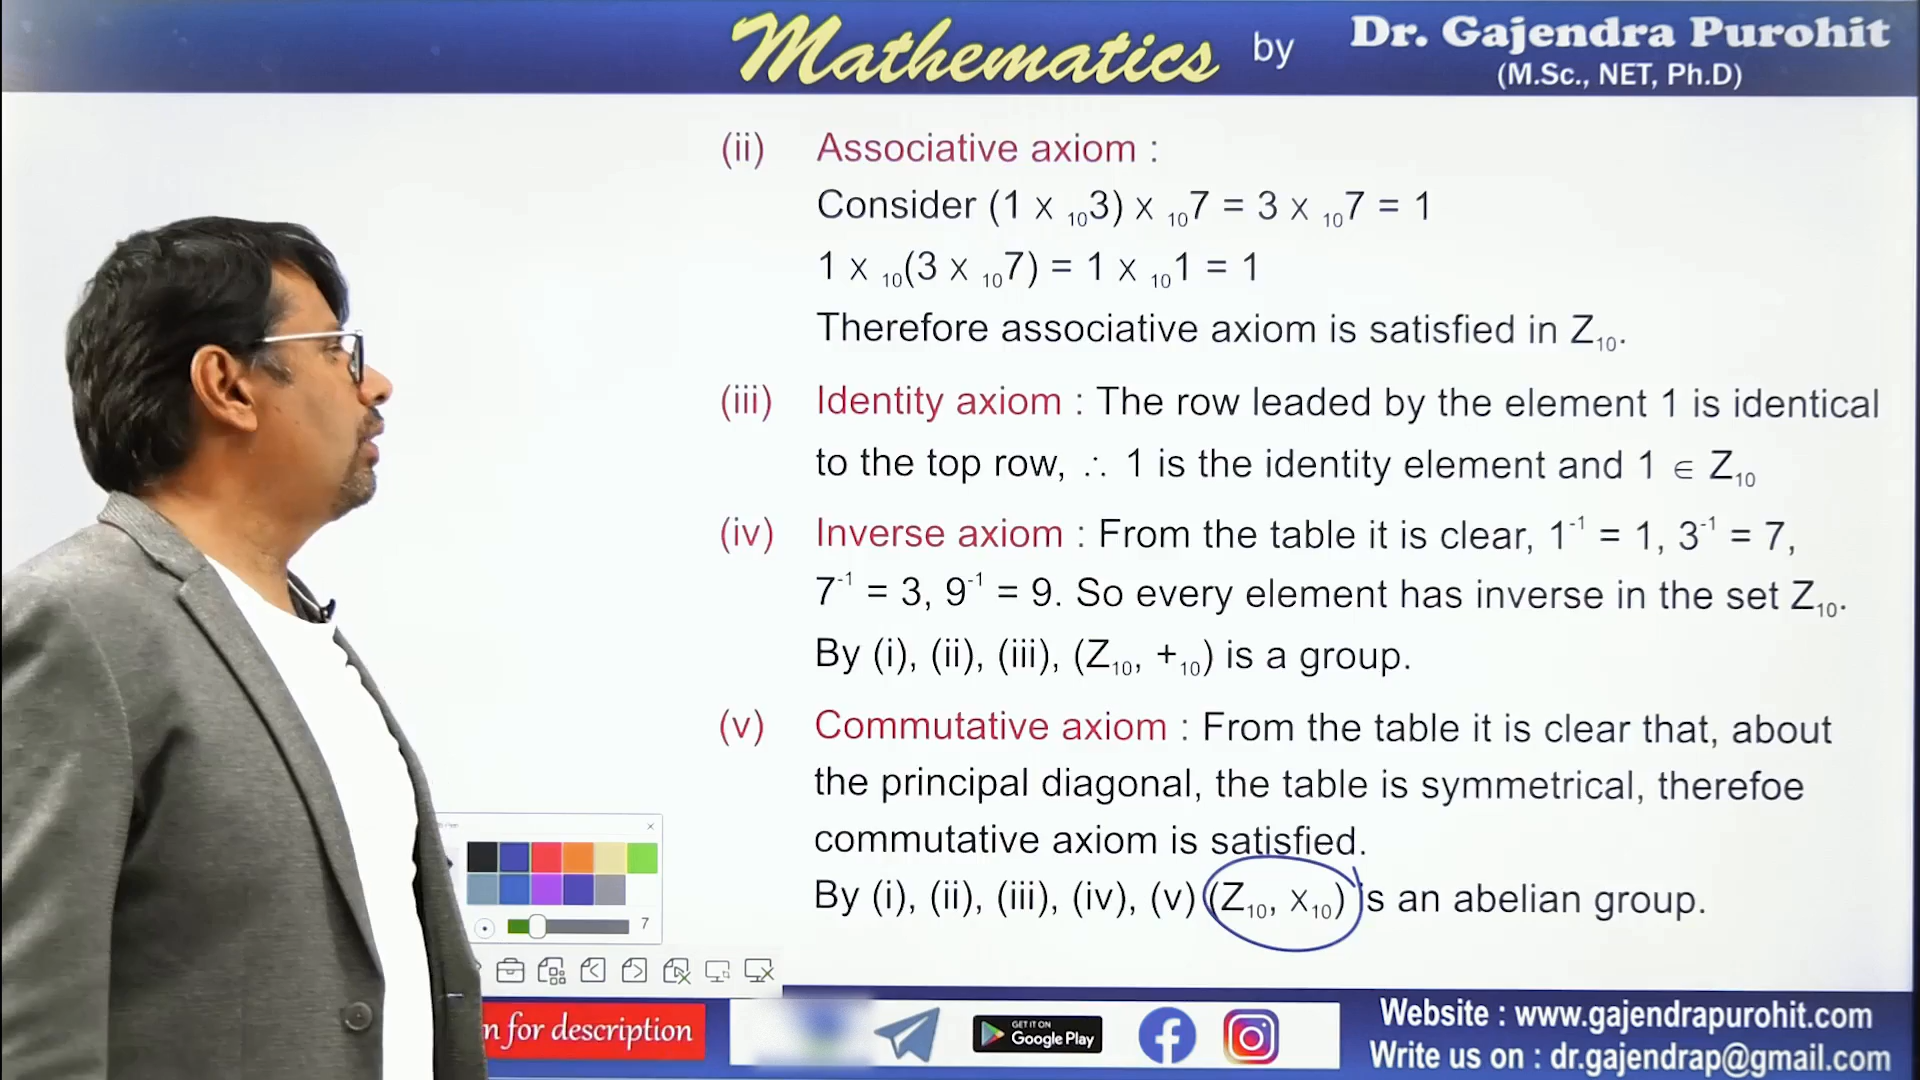 Mathematics by Dr. Gajendra Purohit
(M.Sc., NET, Ph.D)
(ii) Associative axiom :
Consider (1 × ₁₀3) × ₁₀7 = 3 × ₁₀7 = 1
1 × ₁₀(3 × ₁₀7) = 1 × ₁₀1 = 1
Therefore associative axiom is satisfied in Z₁₀.
(iii) Identity axiom : The row leaded by the element 1 is identical
to the top row, ∴ 1 is the identity element and 1 ∈ Z₁₀
(iv) Inverse axiom : From the table it is clear, 1⁻¹ = 1, 3⁻¹ = 7,
7⁻¹ = 3, 9⁻¹ = 9. So every element has inverse in the set Z₁₀.
By (i), (ii), (iii), (Z₁₀, +₁₀) is a group.
(v) Commutative axiom : From the table it is clear that, about
the principal diagonal, the table is symmetrical, therefoe
commutative axiom is satisfied.
By (i), (ii), (iii), (iv), (v) (Z₁₀, ×₁₀) is an abelian group.
7
n for description
GET IT ON
Google Play
Website : www.gajendrapurohit.com
Write us on : dr.gajendrap@gmail.com